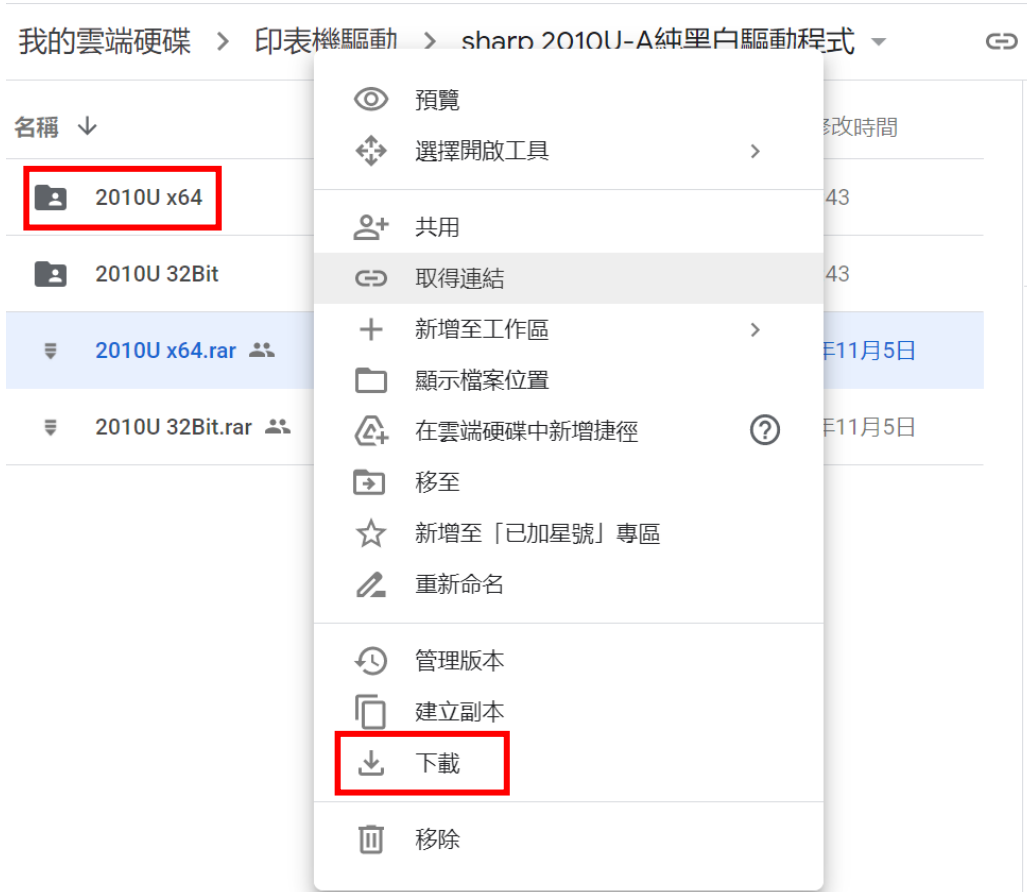 我的雲端硬碟 > 印表機驅動 > sharp 2010U-A純黑白驅動程式
名稱 修改時間
2010U x64 43
2010U 32Bit 43
2010U x64.rar 年11月5日
2010U 32Bit.rar 年11月5日
預覽
選擇開啟工具
共用
取得連結
新增至工作區
顯示檔案位置
在雲端硬碟中新增捷徑
移至
新增至「已加星號」專區
重新命名
管理版本
建立副本
下載
移除